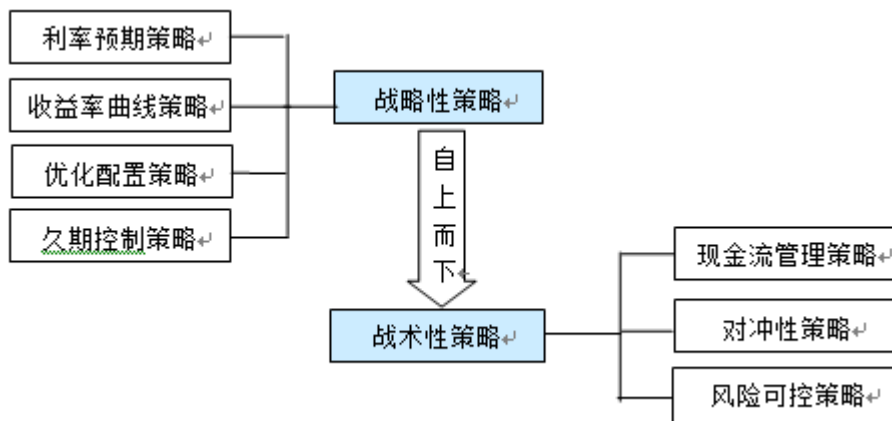 利率预期策略
收益率曲线策略
优化配置策略
久期控制策略
战略性策略
自
上
而
下
战术性策略
现金流管理策略
对冲性策略
风险可控策略